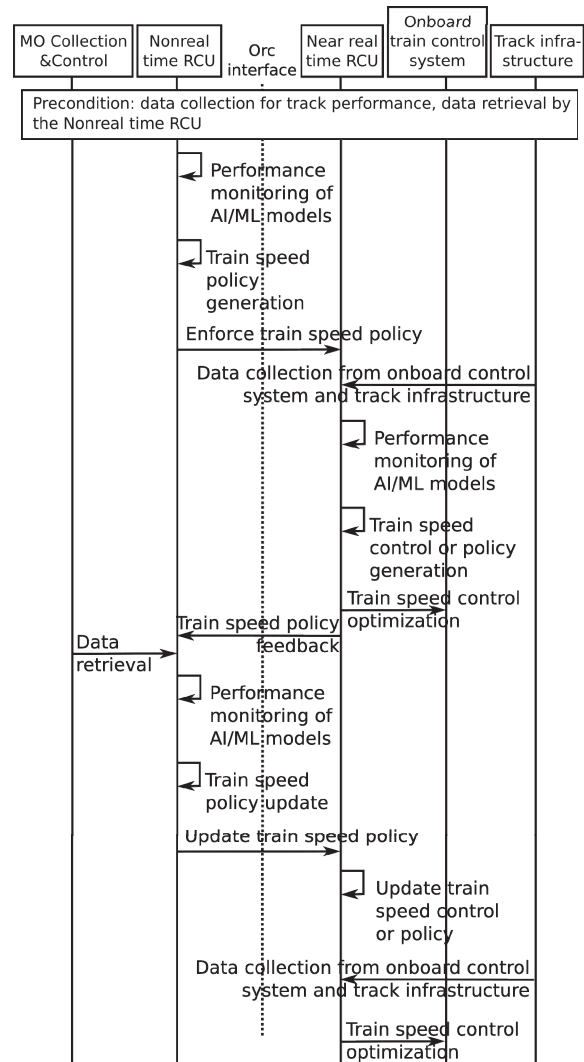 MO Collection
&Control
Nonreal
time RCU
Orc
interface
Near real
time RCU
Onboard
train control
system
Track infra-
structure
Precondition: data collection for track performance, data retrieval by
the Nonreal time RCU
Performance
monitoring of
AI/ML models
Train speed
policy
generation
Enforce train speed policy
Data collection from onboard control
system and track infrastructure
Performance
monitoring of
AI/ML models
Train speed
control or policy
generation
Train speed control
optimization
Train speed policy
feedback
Data
retrieval
Performance
monitoring of
AI/ML models
Train speed
policy update
Update train speed policy
Update train
speed control
or policy
Data collection from onboard control
system and track infrastructure
Train speed control
optimization